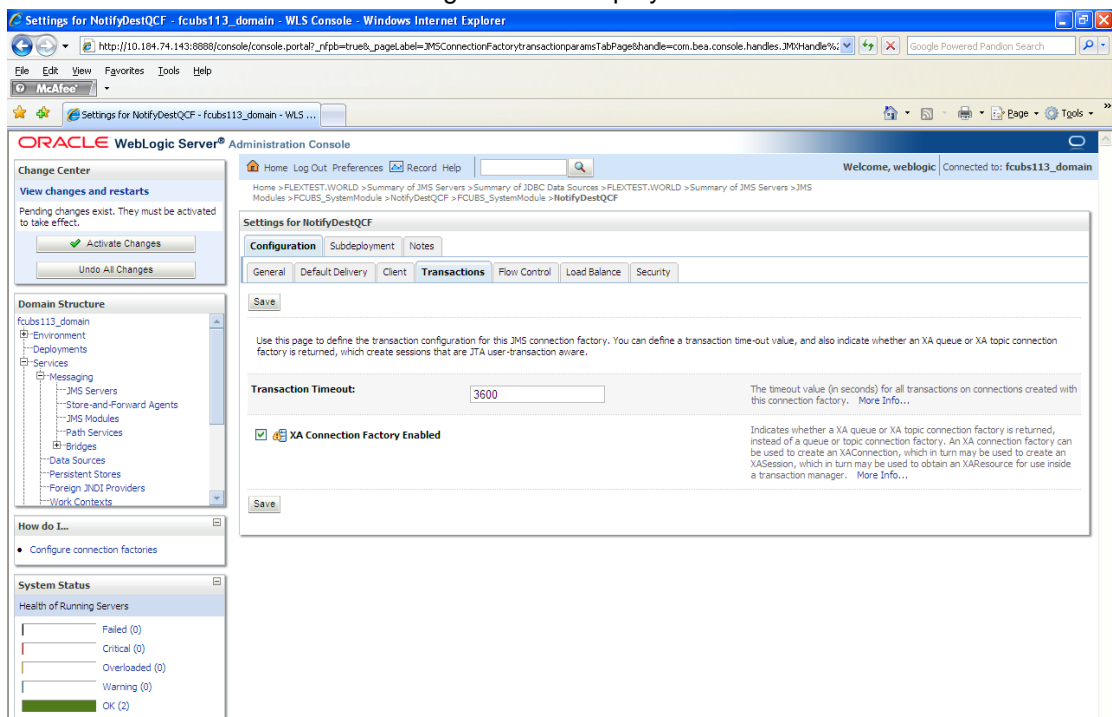 Settings for NotifyDestQCF - fcubs113_domain - WLS Console - Windows Internet Explorer
http://10.184.74.143:8888/console/console.portal?_nfpb=true&_pageLabel=JMSConnectionFactorytransactionparamsTabPage&handle=com.bea.console.handles.JMXHandle%
Google Powered Pandion Search
File Edit View Favorites Tools Help
McAfee
Settings for NotifyDestQCF - fcubs113_domain - WLS ...
Page Tools
ORACLE WebLogic Server® Administration Console
Change Center
View changes and restarts
Pending changes exist. They must be activated
to take effect.
Activate Changes
Undo All Changes
Domain Structure
fcubs113_domain
Environment
Deployments
Services
Messaging
JMS Servers
Store-and-Forward Agents
JMS Modules
Path Services
Bridges
Data Sources
Persistent Stores
Foreign JNDI Providers
Work Contexts
How do I...
Configure connection factories
System Status
Health of Running Servers
Failed (0)
Critical (0)
Overloaded (0)
Warning (0)
OK (2)
Home Log Out Preferences Record Help
Welcome, weblogic Connected to: fcubs113_domain
Home >FLEXTEST.WORLD >Summary of JMS Servers >Summary of JDBC Data Sources >FLEXTEST.WORLD >Summary of JMS Servers >JMS
Modules >FCUBS_SystemModule >NotifyDestQCF >FCUBS_SystemModule >NotifyDestQCF
Settings for NotifyDestQCF
Configuration Subdeployment Notes
General Default Delivery Client Transactions Flow Control Load Balance Security
Save
Use this page to define the transaction configuration for this JMS connection factory. You can define a transaction time-out value, and also indicate whether an XA queue or XA topic connection
factory is returned, which create sessions that are JTA user-transaction aware.
Transaction Timeout:
3600
The timeout value (in seconds) for all transactions on connections created with
this connection factory. More Info...
XA Connection Factory Enabled
Indicates whether a XA queue or XA topic connection factory is returned,
instead of a queue or topic connection factory. An XA connection factory can
be used to create an XAConnection, which in turn may be used to create an
XASession, which in turn may be used to obtain an XAResource for use inside
a transaction manager. More Info...
Save